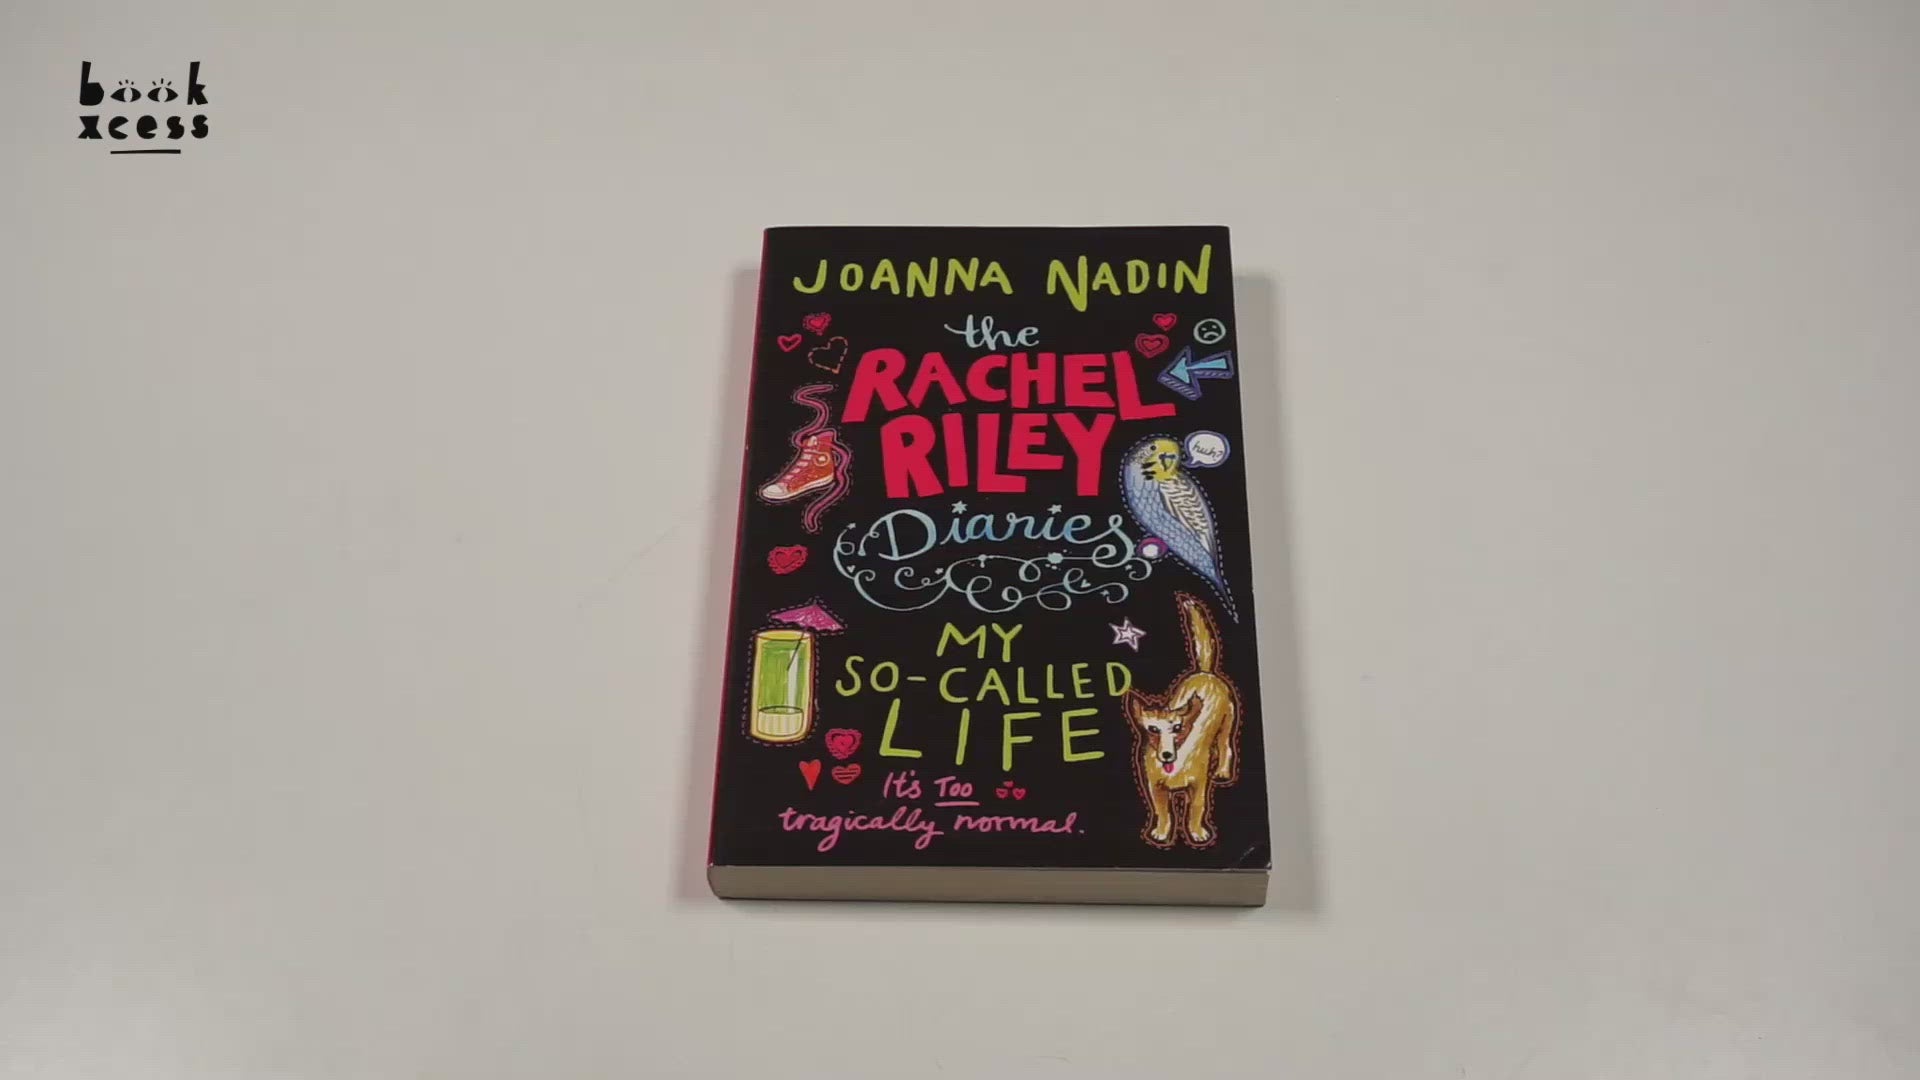 book
xcess
JOANNA NADIN
the
RACHEL
RILEY
Diaries
huh?
MY
SO-CALLED
LIFE
It's Too
tragically normal.